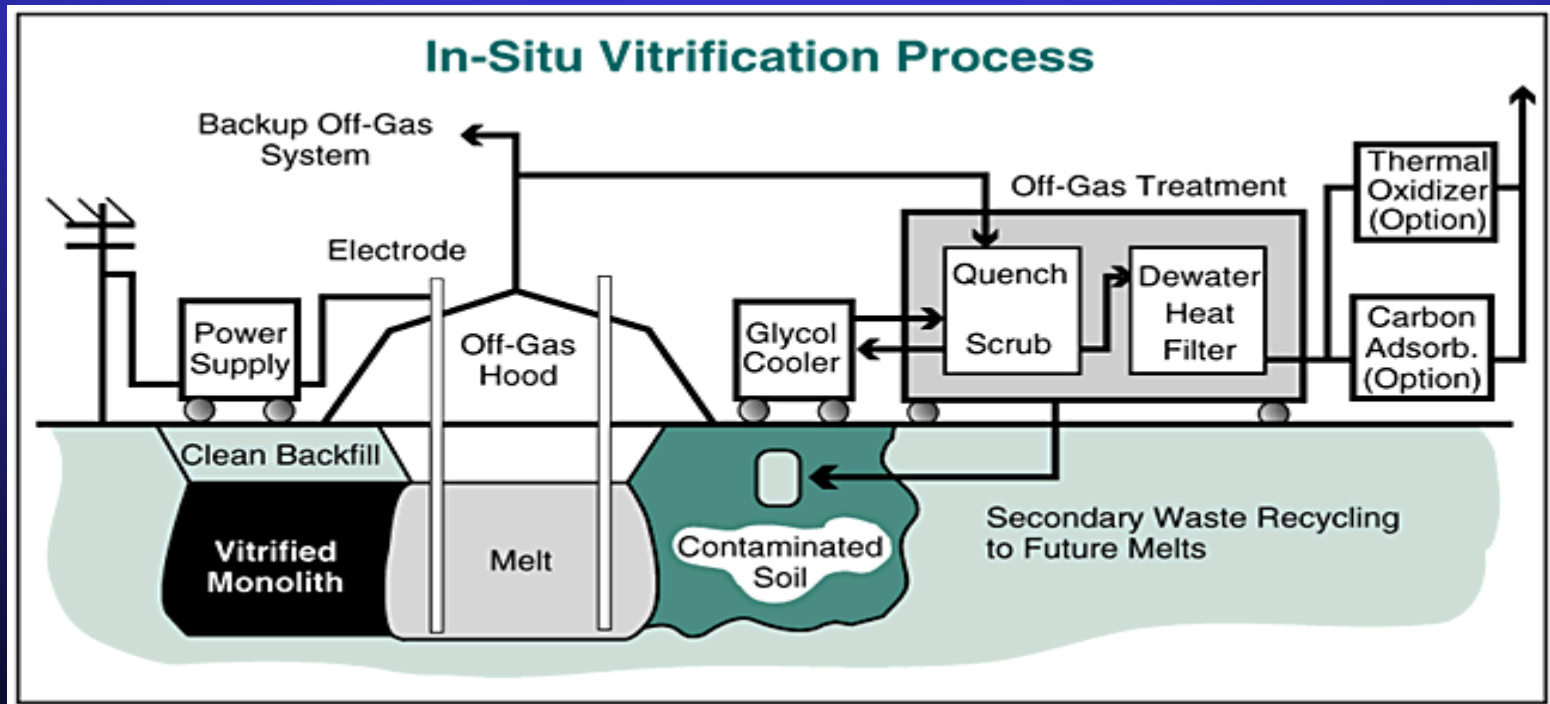 In-Situ Vitrification Process
Backup Off-Gas
System
Off-Gas Treatment
Thermal
Oxidizer
(Option)
Electrode
Power
Supply
Off-Gas
Hood
Glycol
Cooler
Quench
Scrub
Dewater
Heat
Filter
Carbon
Adsorb.
(Option)
Clean Backfill
Vitrified
Monolith
Melt
Contaminated
Soil
Secondary Waste Recycling
to Future Melts